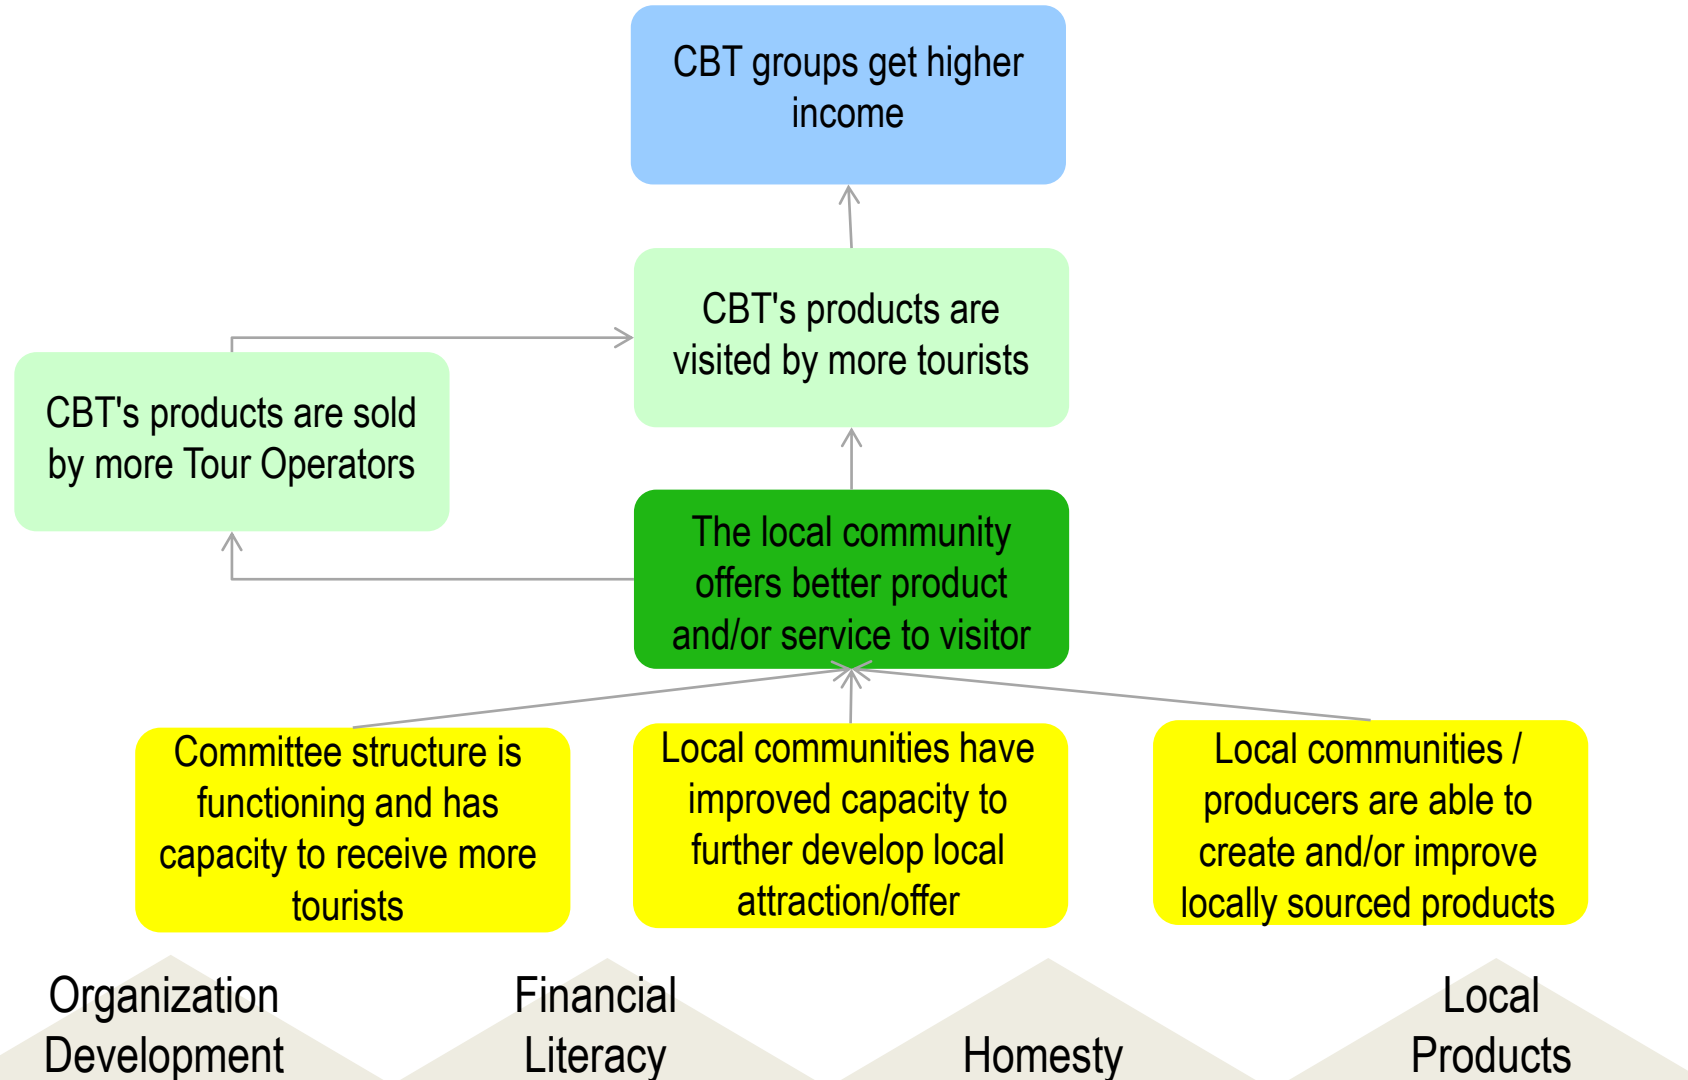 CBT groups get higher
income
CBT's products are
visited by more tourists
CBT's products are sold
by more Tour Operators
The local community
offers better product
and/or service to visitor
Committee structure is
functioning and has
capacity to receive more
tourists
Local communities have
improved capacity to
further develop local
attraction/offer
Local communities /
producers are able to
create and/or improve
locally sourced products
Organization
Development
Financial
Literacy
Homesty
Local
Products